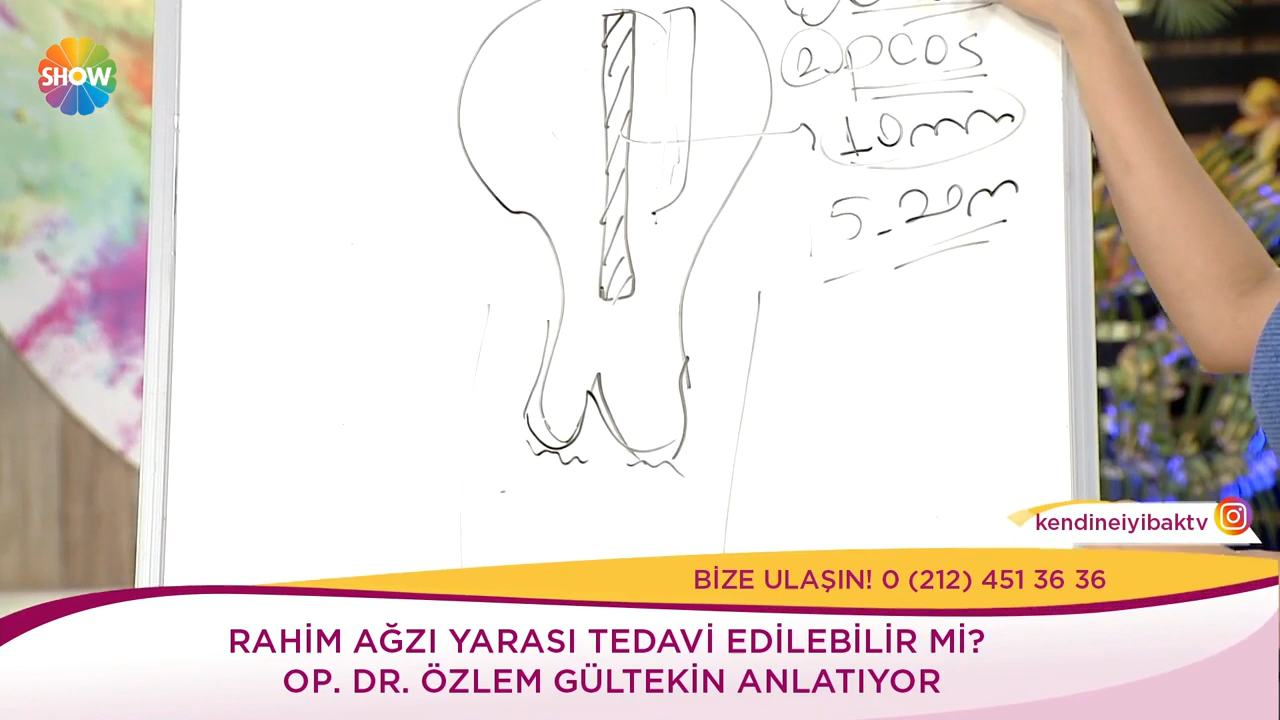 SHOW
2 PCOS
10mm
5-20m
kendineiyibaktv
BİZE ULAŞIN! 0 (212) 451 36 36
RAHİM AĞZI YARASI TEDAVİ EDİLEBİLİR Mİ?
OP. DR. ÖZLEM GÜLTEKİN ANLATIYOR